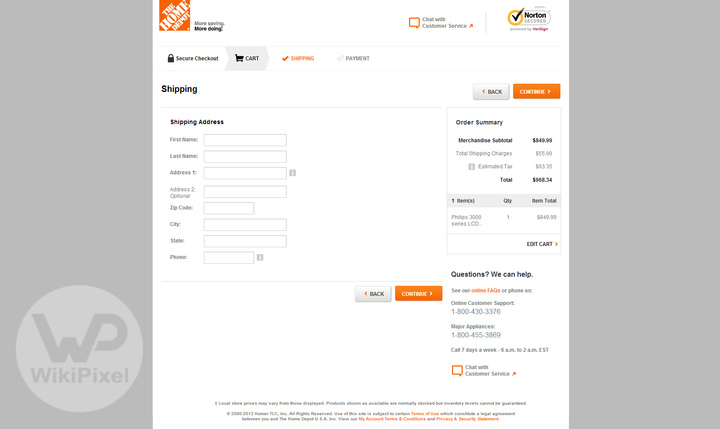 THE HOME DEPOT
More saving.
More doing.
Chat with
Customer Service
Norton
SECURED
powered by VeriSign
Secure Checkout
CART
SHIPPING
PAYMENT
Shipping
BACK
CONTINUE
Shipping Address
First Name:
Last Name:
Address 1:
Address 2:
Optional
Zip Code:
City:
State:
Phone:
BACK
CONTINUE
Order Summary
Merchandise Subtotal $849.99
Total Shipping Charges $55.00
Estimated Tax $63.35
Total $968.34
1 Item(s) Qty Item Total
Philips 3000 1 $849.99
series LCD...
EDIT CART
Questions? We can help.
See our online FAQs or phone us:
Online Customer Support:
1-800-430-3376
Major Appliances:
1-800-455-3869
Call 7 days a week - 6 a.m. to 2 a.m. EST
Chat with
Customer Service
WP
WikiPixel
‡ Local store prices may vary from those displayed. Products shown as available are normally stocked but inventory levels cannot be guaranteed.
© 2000-2013 Homer TLC, Inc. All Rights Reserved. Use of this site is subject to certain Terms of Use which constitute a legal agreement
between you and The Home Depot U.S.A. Inc. View our My Account Terms & Conditions and Privacy & Security Statement.